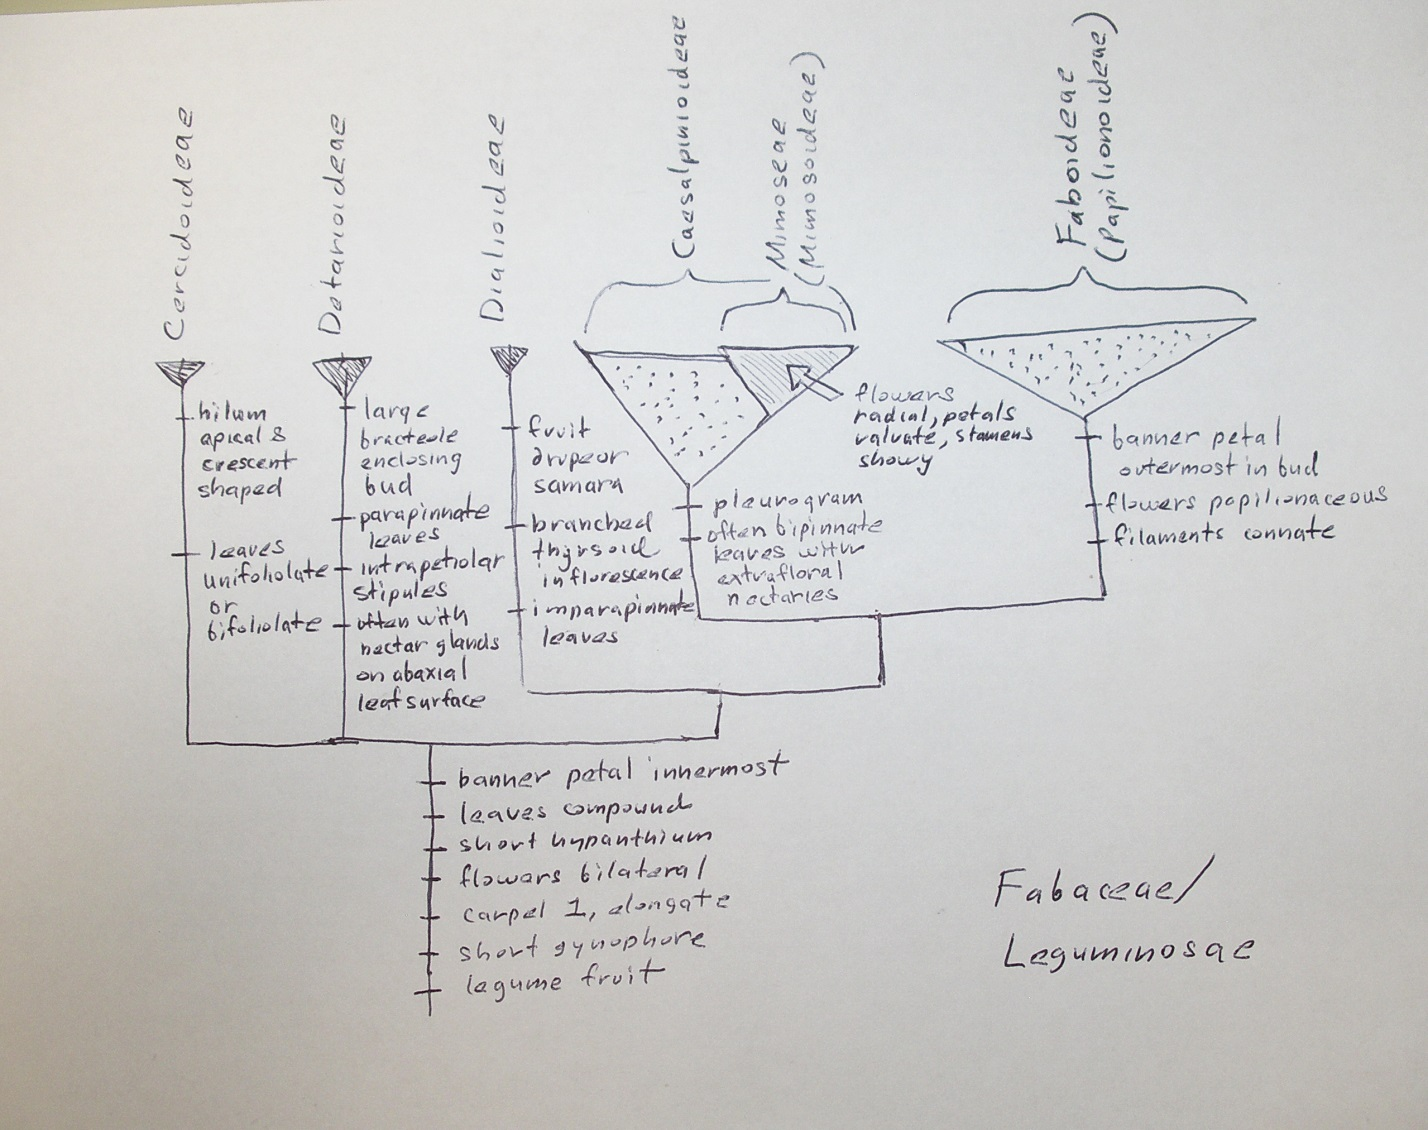 Cercidoideae
Detarioideae
Dialioideae
Caesalpinioideae
Mimoseae
(Mimosoideae)
Faboideae
(Papilionoideae)
hilum
apical &
crescent
shaped
leaves
unifoliolate
or
bifoliolate
large
bracteole
enclosing
bud
parapinnate
leaves
intrapetiolar
stipules
often with
nectar glands
on abaxial
leaf surface
fruit
drupe or
samara
branched
thyrsoid
inflorescence
imparapinnate
leaves
pleurogram
often bipinnate
leaves with
extrafloral
nectaries
flowers
radial, petals
valvate, stamens
showy
banner petal
outermost in bud
flowers papilionaceous
filaments connate
banner petal innermost
leaves compound
short hypanthium
flowers bilateral
carpel 1, elongate
short gynophore
legume fruit
Fabaceae/
Leguminosae